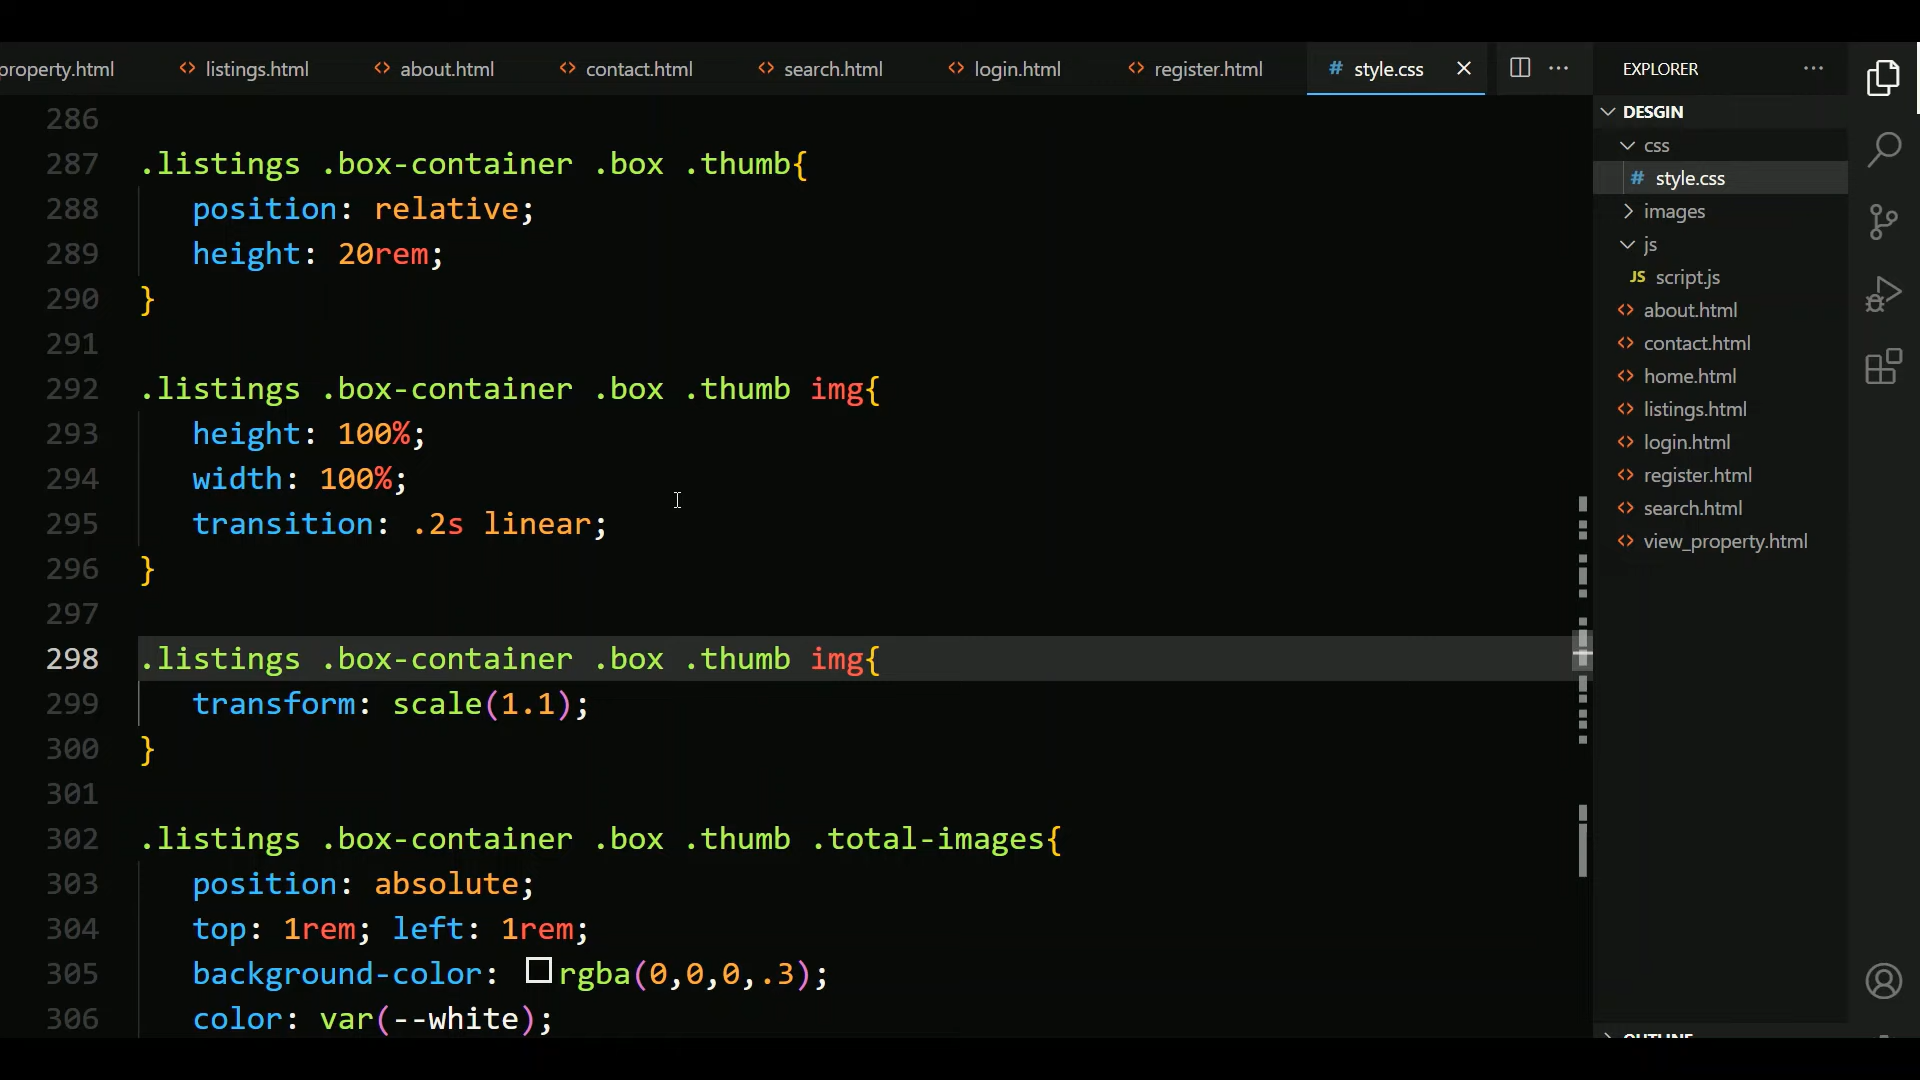 property.html listings.html about.html contact.html search.html login.html register.html # style.css
EXPLORER
DESGIN
css
# style.css
images
js
JS script.js
about.html
contact.html
home.html
listings.html
login.html
register.html
search.html
view_property.html
286
287 .listings .box-container .box .thumb{
288 position: relative;
289 height: 20rem;
290 }
291
292 .listings .box-container .box .thumb img{
293 height: 100%;
294 width: 100%;
295 transition: .2s linear;
296 }
297
298 .listings .box-container .box .thumb img{
299 transform: scale(1.1);
300 }
301
302 .listings .box-container .box .thumb .total-images{
303 position: absolute;
304 top: 1rem; left: 1rem;
305 background-color: rgba(0,0,0,.3);
306 color: var(--white);
OUTLINE